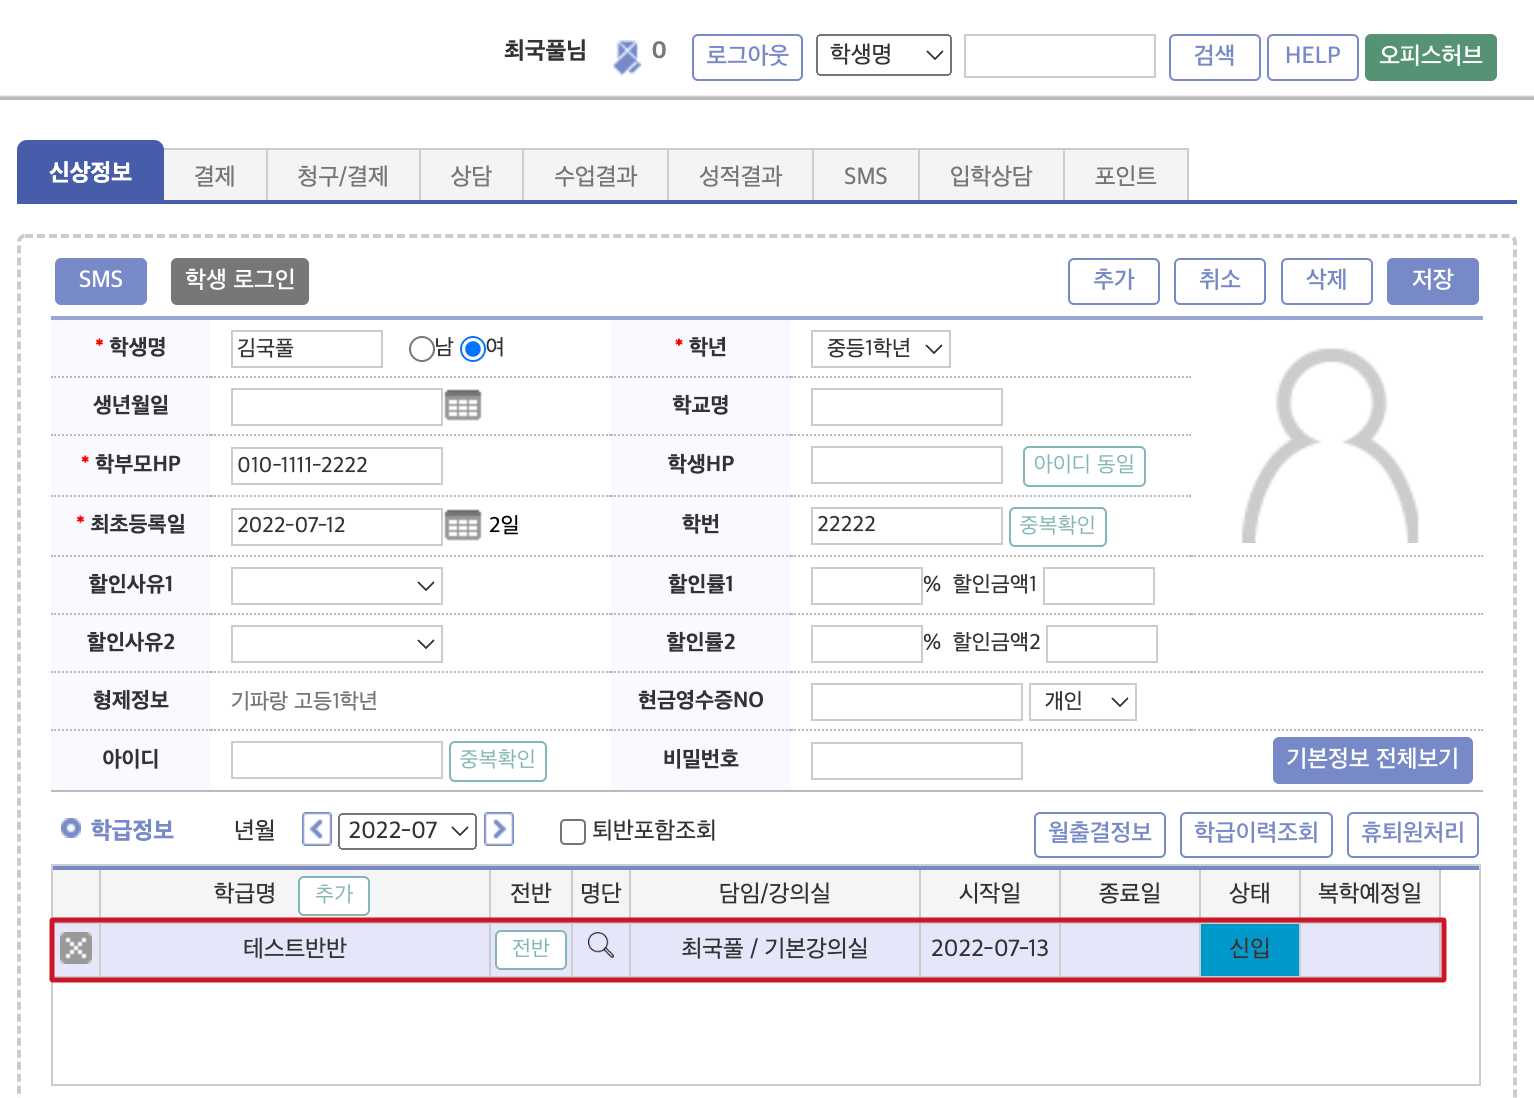 최국풀님 0 로그아웃 학생명 검색 HELP 오피스허브
신상정보 결제 청구/결제 상담 수업결과 성적결과 SMS 입학상담 포인트
SMS 학생 로그인 추가 취소 삭제 저장
* 학생명 김국풀 남 여 * 학년 중등1학년
생년월일 학교명
* 학부모HP 010-1111-2222 학생HP 아이디 동일
* 최초등록일 2022-07-12 2일 학번 22222 중복확인
할인사유1 할인률1 % 할인금액1
할인사유2 할인률2 % 할인금액2
형제정보 기파랑 고등1학년 현금영수증NO 개인
아이디 중복확인 비밀번호 기본정보 전체보기
학급정보 년월 2022-07 퇴반포함조회 월출결정보 학급이력조회 휴퇴원처리
학급명 추가 전반 명단 담임/강의실 시작일 종료일 상태 복학예정일
테스트반반 전반 최국풀 / 기본강의실 2022-07-13 신입